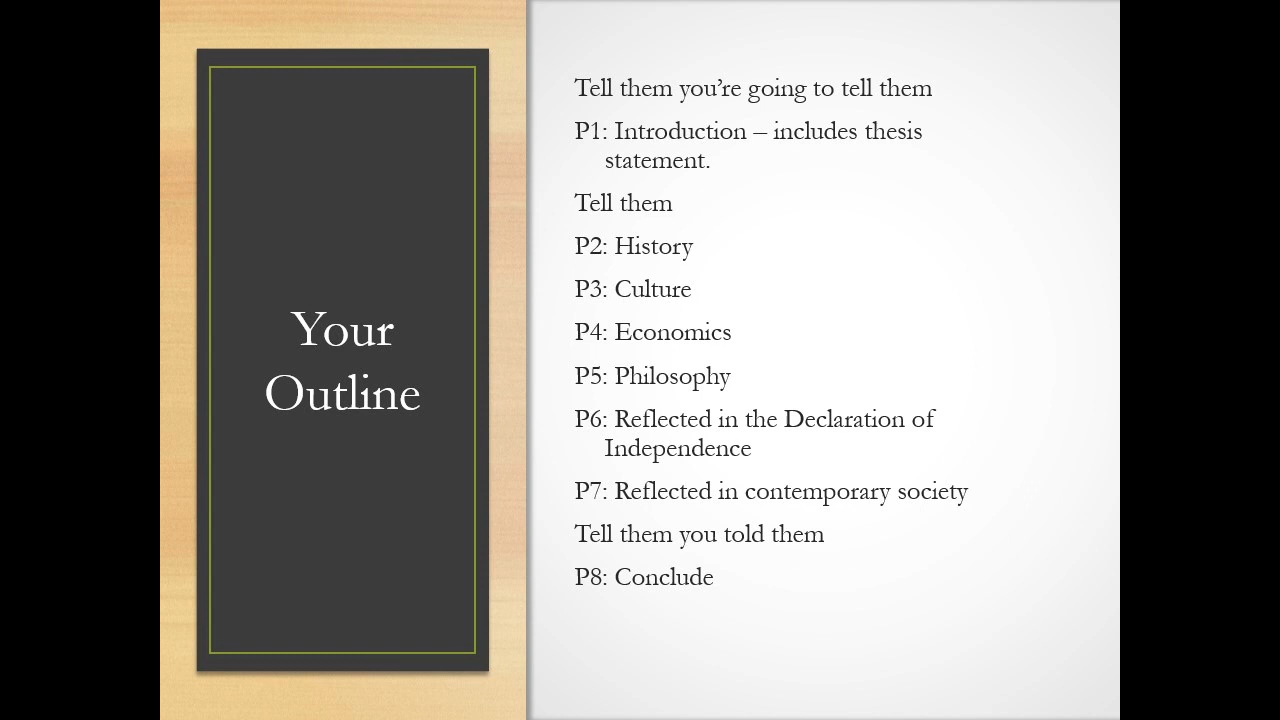 Your
Outline
Tell them you’re going to tell them
P1: Introduction – includes thesis
statement.
Tell them
P2: History
P3: Culture
P4: Economics
P5: Philosophy
P6: Reflected in the Declaration of
Independence
P7: Reflected in contemporary society
Tell them you told them
P8: Conclude